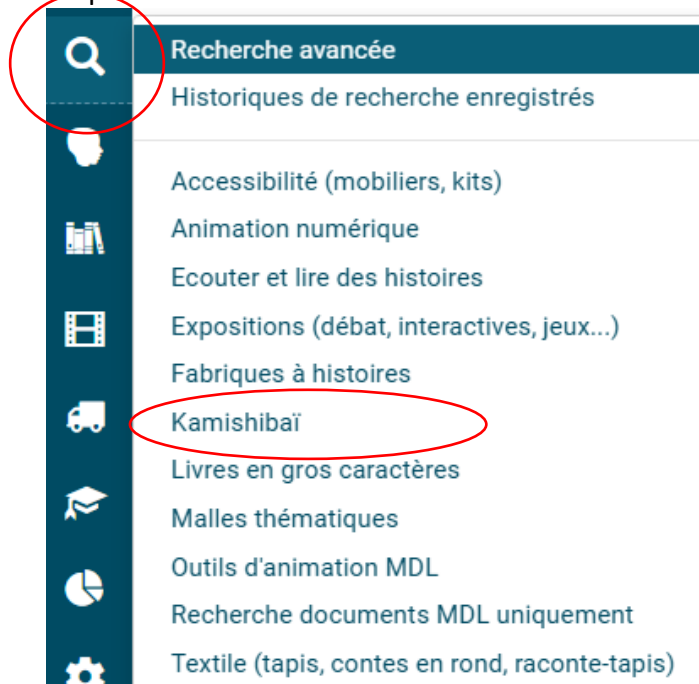 Recherche avancée
Historiques de recherche enregistrés
Accessibilité (mobiliers, kits)
Animation numérique
Ecouter et lire des histoires
Expositions (débat, interactives, jeux...)
Fabriques à histoires
Kamishibaï
Livres en gros caractères
Malles thématiques
Outils d'animation MDL
Recherche documents MDL uniquement
Textile (tapis, contes en rond, raconte-tapis)